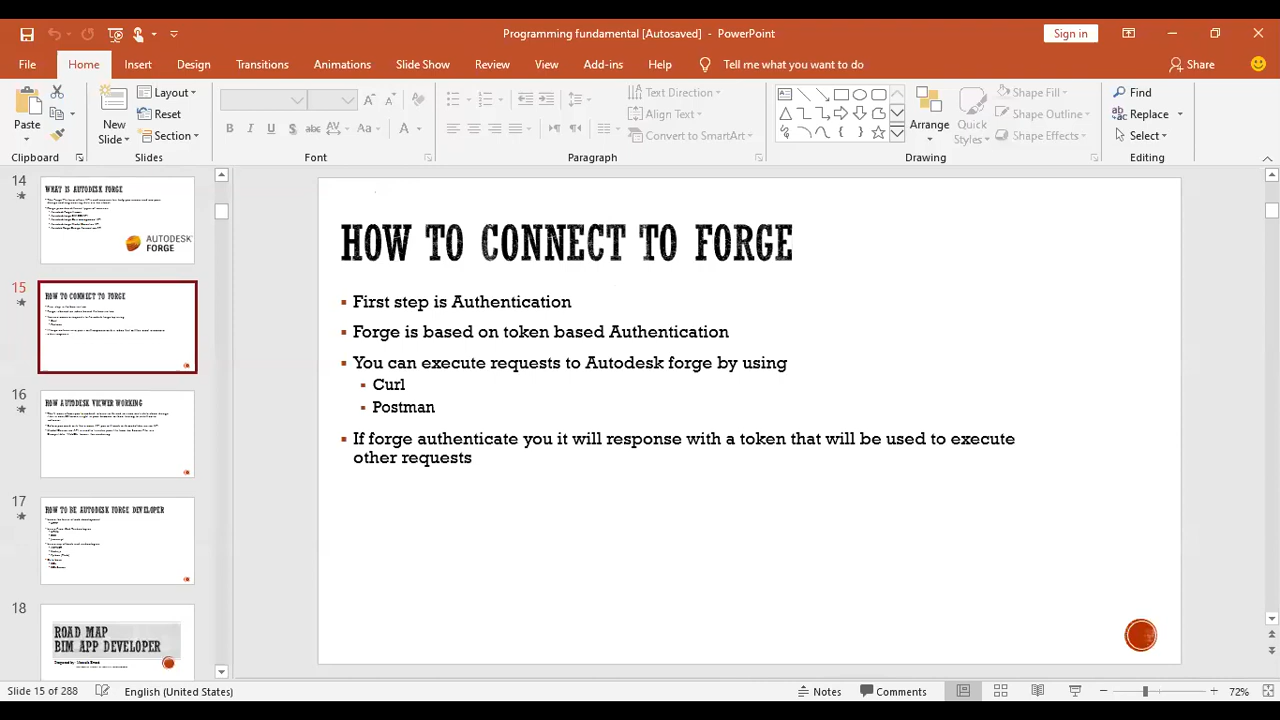 Programming fundamental [Autosaved] - PowerPoint
Sign in
File Home Insert Design Transitions Animations Slide Show Review View Add-ins Help Tell me what you want to do Share
Paste
New Slide
Layout
Reset
Section
B I U S abc AV Aa A
Text Direction
Align Text
Convert to SmartArt
Arrange
Quick Styles
Shape Fill
Shape Outline
Shape Effects
Find
Replace
Select
Clipboard Slides Font Paragraph Drawing Editing
14
WHAT IS AUTODESK FORGE
AUTODESK
FORGE
15
HOW TO CONNECT TO FORGE
16
HOW AUTODESK VIEWER WORKING
17
HOW TO BE AUTODESK FORGE DEVELOPER
18
ROAD MAP
BIM APP DEVELOPER
HOW TO CONNECT TO FORGE
First step is Authentication
Forge is based on token based Authentication
You can execute requests to Autodesk forge by using
Curl
Postman
If forge authenticate you it will response with a token that will be used to execute
other requests
Slide 15 of 288 English (United States) Notes Comments 72%